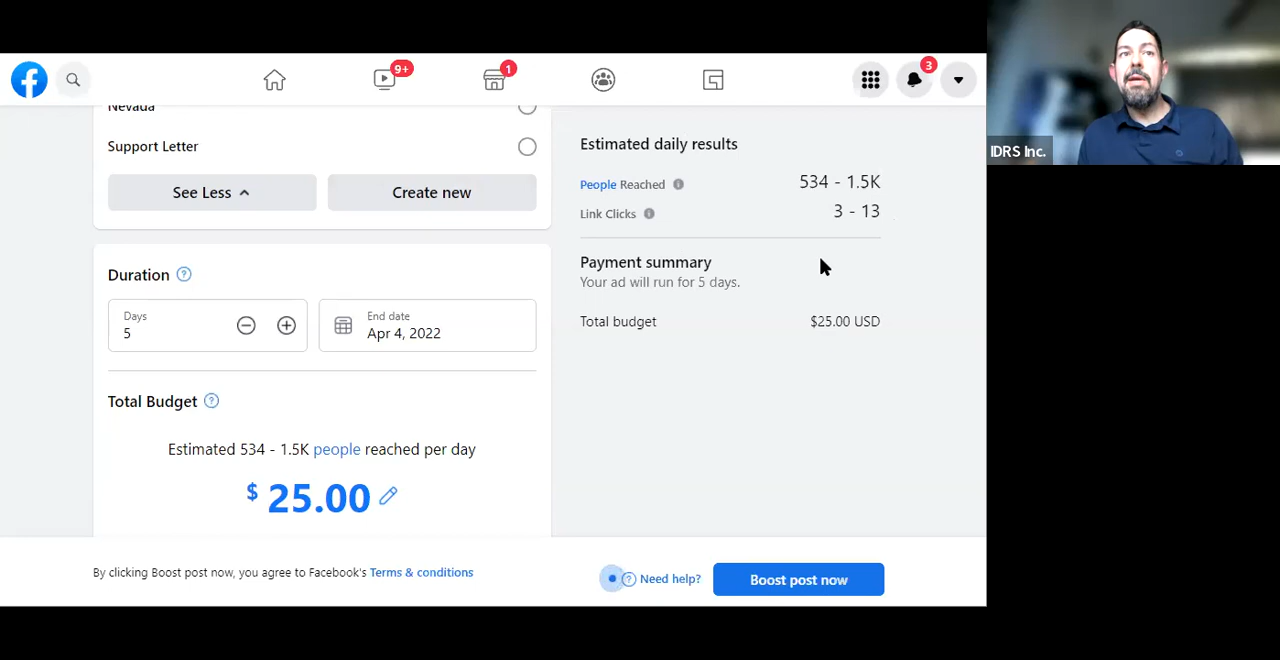 9+
1
3
Nevada
Support Letter
See Less
Create new
Duration
Days
5
End date
Apr 4, 2022
Total Budget
Estimated 534 - 1.5K people reached per day
$ 25.00
Estimated daily results
People Reached 534 - 1.5K
Link Clicks 3 - 13
Payment summary
Your ad will run for 5 days.
Total budget $25.00 USD
By clicking Boost post now, you agree to Facebook's Terms & conditions
Need help?
Boost post now
IDRS Inc.